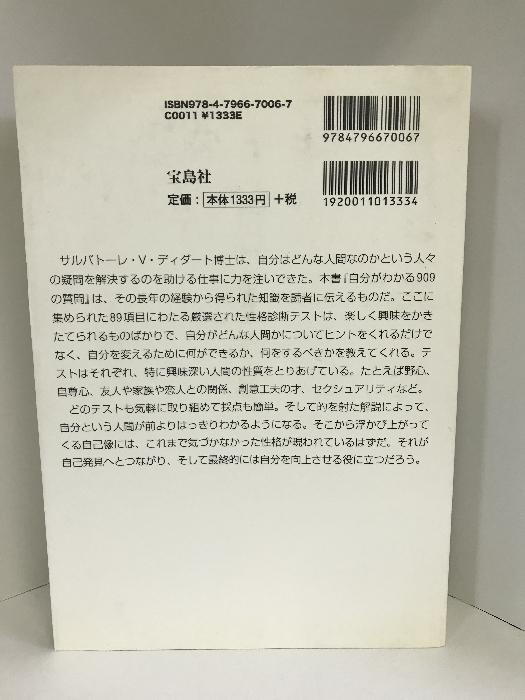 ISBN978-4-7966-7006-7
C0011 ¥1333E
9784796670067
宝島社
定価：本体1333円＋税
1920011013334
サルバトーレ・V・ディダート博士は、自分はどんな人間なのかという人々
の疑問を解決するのを助ける仕事に力を注いできた。本書『自分がわかる909
の質問』は、その長年の経験から得られた知識を読者に伝えるものだ。ここに
集められた89項目にわたる厳選された性格診断テストは、楽しく興味をかき
たてられるものばかりで、自分がどんな人間かについてヒントをくれるだけで
なく、自分を変えるために何ができるか、何をするべきかを教えてくれる。テ
ストはそれぞれ、特に興味深い人間の性質をとりあげている。たとえば野心、
自尊心、友人や家族や恋人との関係、創意工夫の才、セクシュアリティなど。
どのテストも気軽に取り組めて採点も簡単。そして的を射た解説によって、
自分という人間が前よりはっきりわかるようになる。そこから浮かび上がって
くる自己像には、これまで気づかなかった性格が現われているはずだ。それが
自己発見へとつながり、そして最終的には自分を向上させる役に立つだろう。